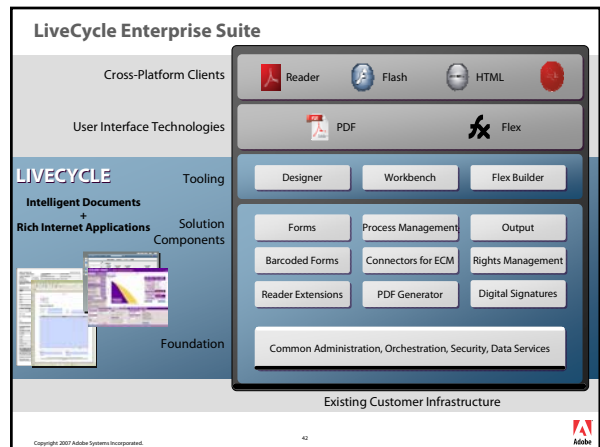 LiveCycle Enterprise Suite
Cross-Platform Clients
Reader
Flash
HTML
User Interface Technologies
PDF
Flex
LIVECYCLE
Intelligent Documents
+
Rich Internet Applications
Tooling
Designer
Workbench
Flex Builder
Solution
Components
Forms
Process Management
Output
Barcoded Forms
Connectors for ECM
Rights Management
Reader Extensions
PDF Generator
Digital Signatures
Foundation
Common Administration, Orchestration, Security, Data Services
Existing Customer Infrastructure
Copyright 2007 Adobe Systems Incorporated.
42
Adobe